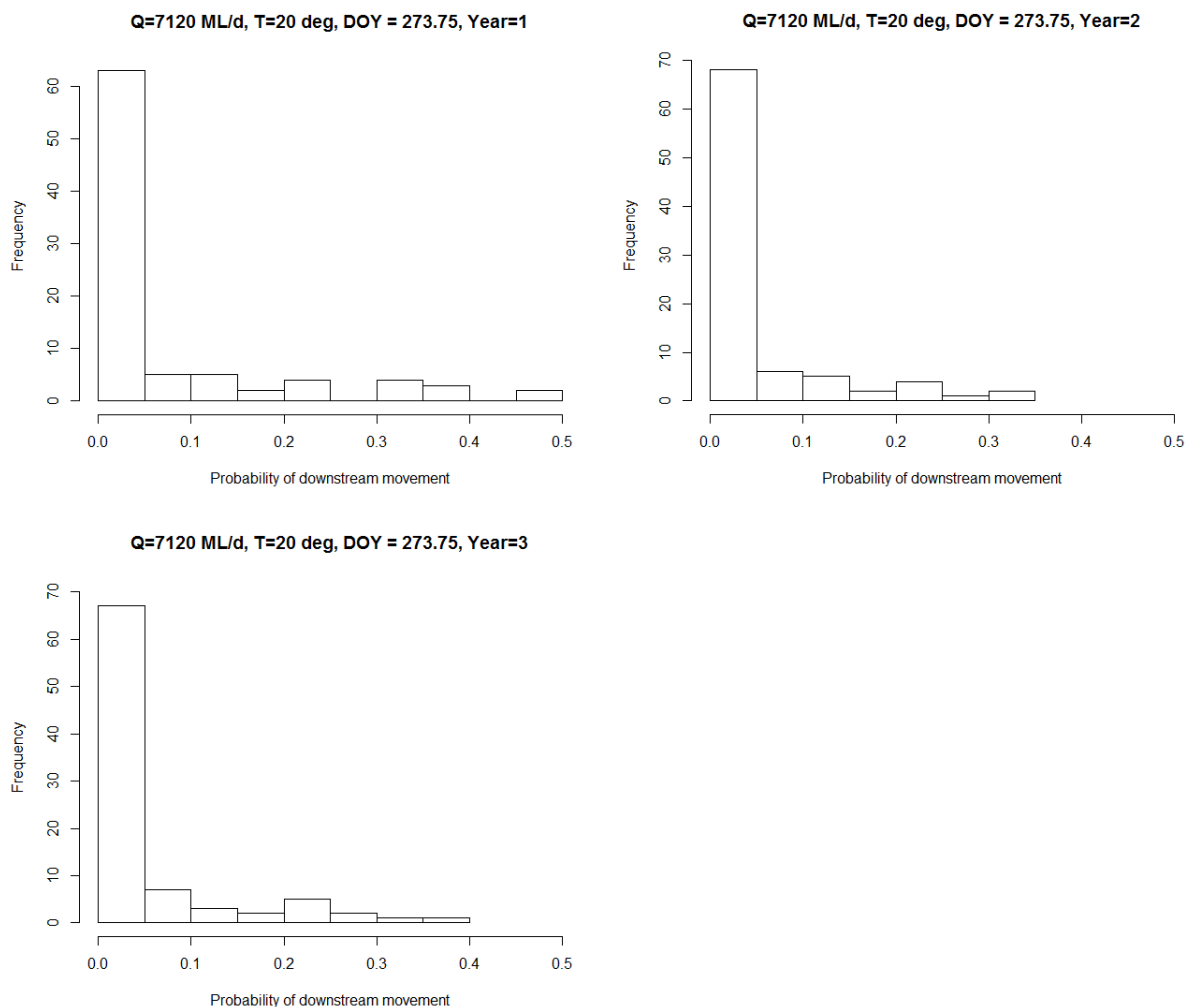 Q=7120 ML/d, T=20 deg, DOY = 273.75, Year=1
Frequency
60
50
40
30
20
10
0
0.0 0.1 0.2 0.3 0.4 0.5
Probability of downstream movement
Q=7120 ML/d, T=20 deg, DOY = 273.75, Year=2
Frequency
70
60
50
40
30
20
10
0
0.0 0.1 0.2 0.3 0.4 0.5
Probability of downstream movement
Q=7120 ML/d, T=20 deg, DOY = 273.75, Year=3
Frequency
70
60
50
40
30
20
10
0
0.0 0.1 0.2 0.3 0.4 0.5
Probability of downstream movement